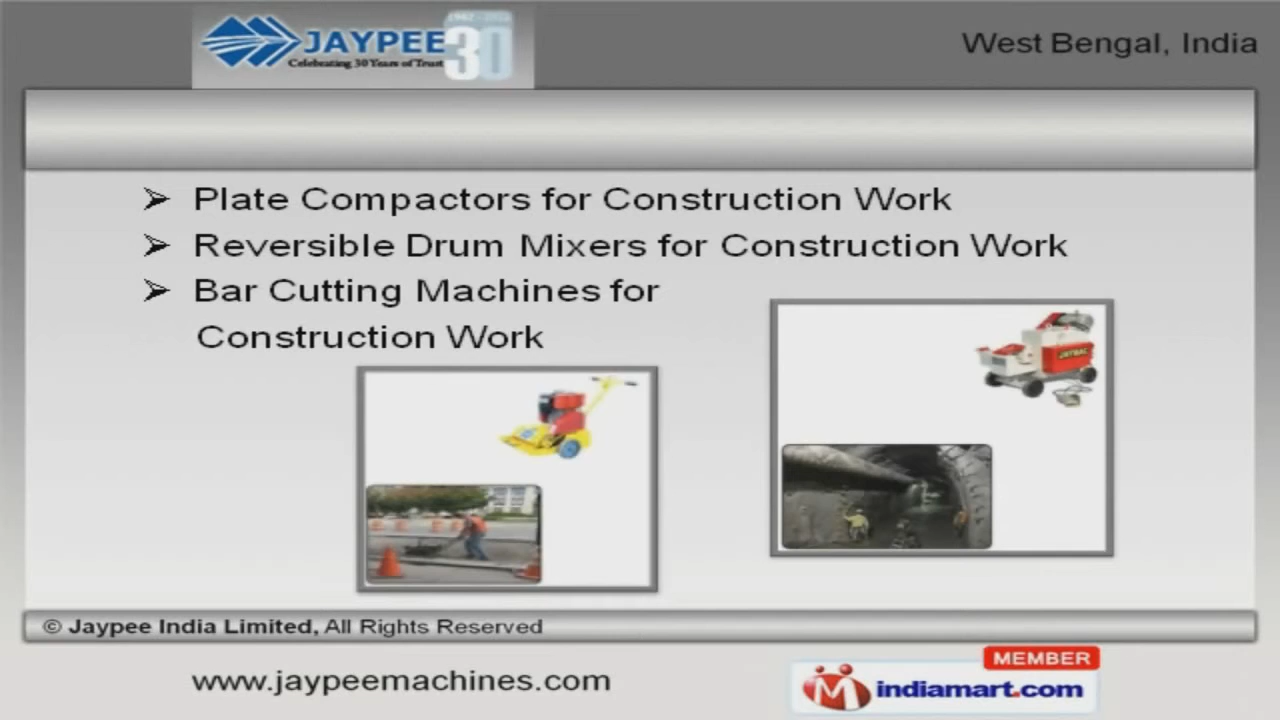 JAYPEE
Celebrating 30 Years of Trust
30
West Bengal, India
Plate Compactors for Construction Work
Reversible Drum Mixers for Construction Work
Bar Cutting Machines for
Construction Work
JAYMAC
© Jaypee India Limited, All Rights Reserved
www.jaypeemachines.com
MEMBER
indiamart.com